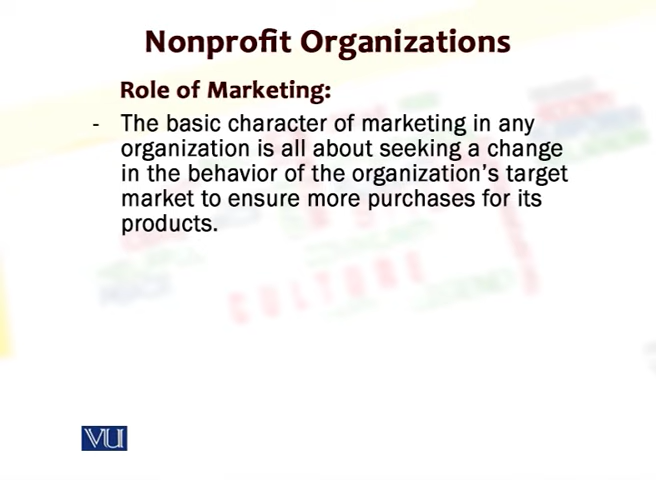 Nonprofit Organizations
Role of Marketing:
- The basic character of marketing in any
organization is all about seeking a change
in the behavior of the organization's target
market to ensure more purchases for its
products.
CULTURE
VU